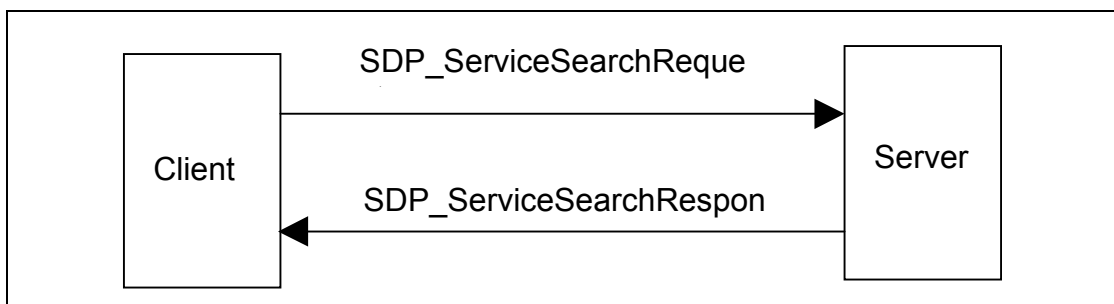 SDP_ServiceSearchReque
Client
Server
SDP_ServiceSearchRespon